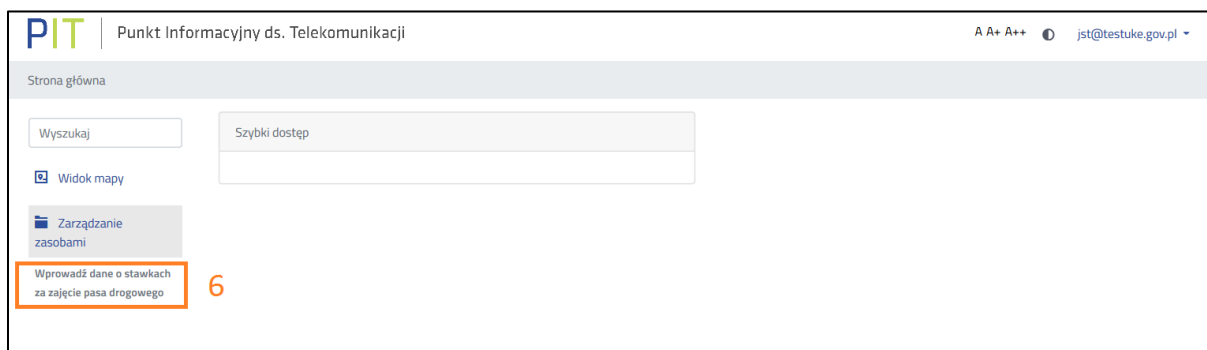 PIT Punkt Informacyjny ds. Telekomunikacji
A A+ A++ jst@testuke.gov.pl
Strona główna
Wyszukaj
Szybki dostęp
Widok mapy
Zarządzanie
zasobami
Wprowadź dane o stawkach
za zajęcie pasa drogowego
6